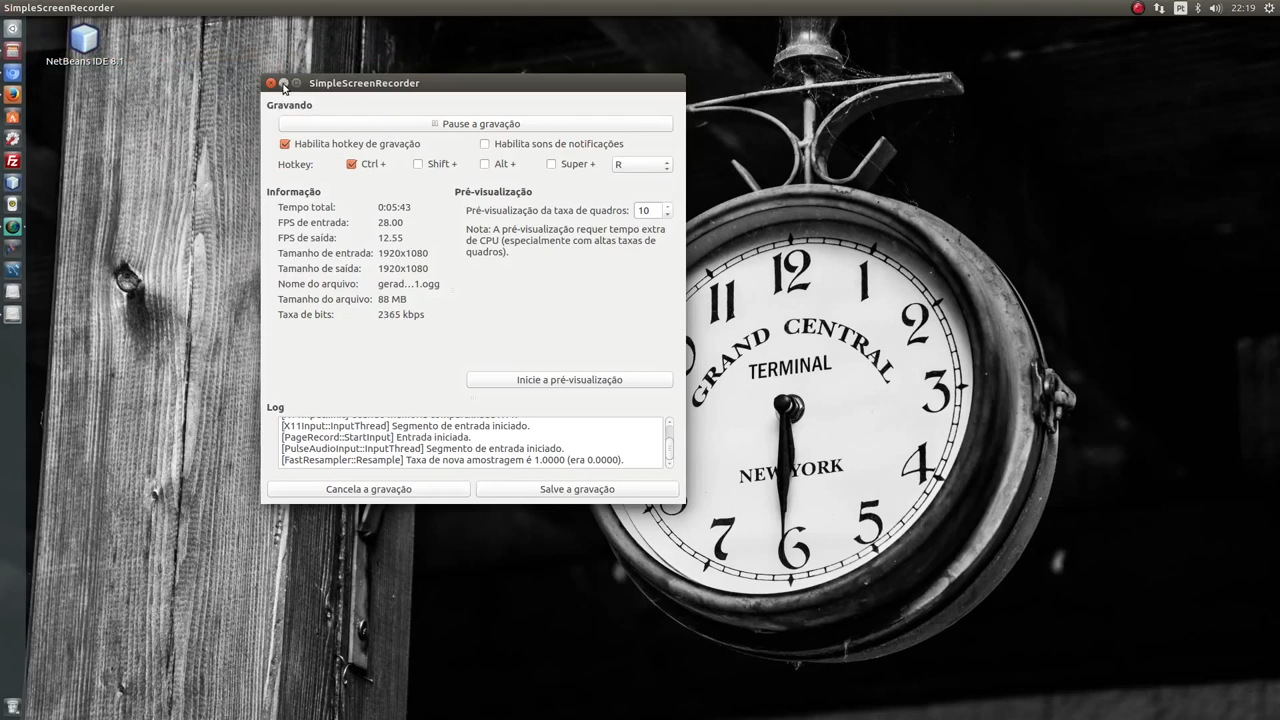 SimpleScreenRecorder
Pt
22:19
NetBeans IDE 8.1
SimpleScreenRecorder
Gravando
Pause a gravação
Habilita hotkey de gravação
Habilita sons de notificações
Hotkey:
Ctrl +
Shift +
Alt +
Super +
R
Informação
Tempo total: 0:05:43
FPS de entrada: 28.00
FPS de saída: 12.55
Tamanho de entrada: 1920x1080
Tamanho de saída: 1920x1080
Nome do arquivo: gerad...1.ogg
Tamanho do arquivo: 88 MB
Taxa de bits: 2365 kbps
Pré-visualização
Pré-visualização da taxa de quadros: 10
Nota: A pré-visualização requer tempo extra
de CPU (especialmente com altas taxas de
quadros).
Inicie a pré-visualização
Log
[X11Input::InputThread] Segmento de entrada iniciado.
[PageRecord::StartInput] Entrada iniciada.
[PulseAudioInput::InputThread] Segmento de entrada iniciado.
[FastResampler::Resample] Taxa de nova amostragem é 1.0000 (era 0.0000).
Cancela a gravação
Salve a gravação
12
1
2
3
4
5
6
7
11
GRAND CENTRAL
TERMINAL
NEW YORK